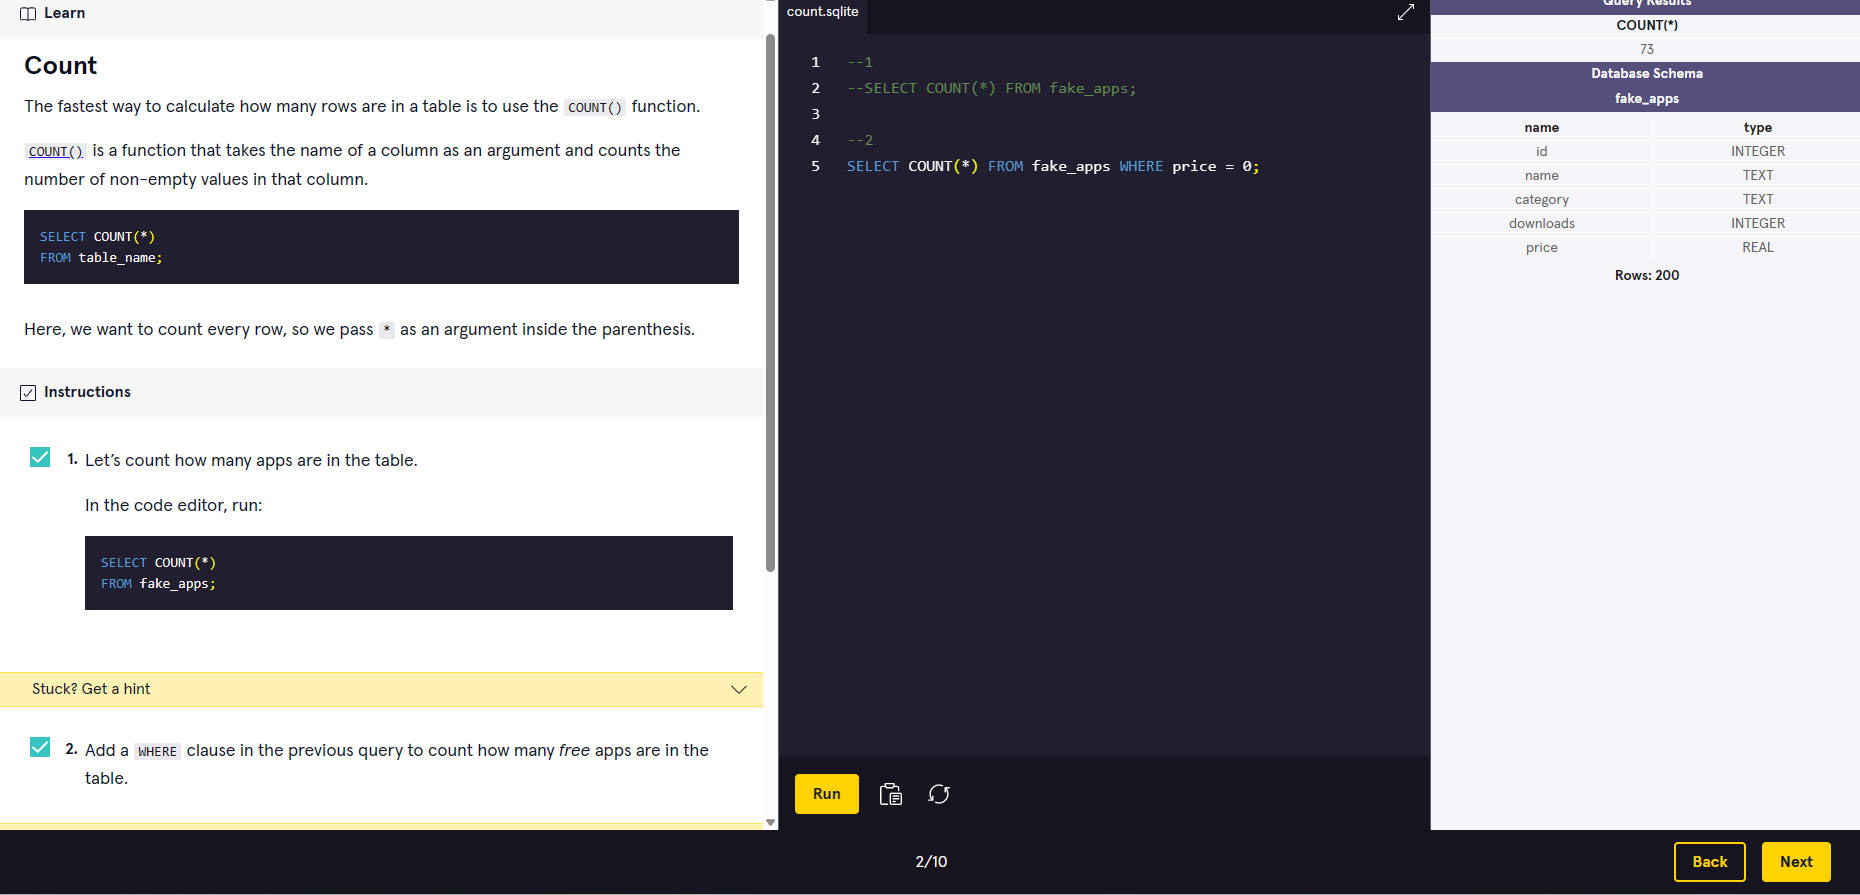 Learn
Count
The fastest way to calculate how many rows are in a table is to use the COUNT() function.
COUNT() is a function that takes the name of a column as an argument and counts the
number of non-empty values in that column.
SELECT COUNT(*)
FROM table_name;
Here, we want to count every row, so we pass * as an argument inside the parenthesis.
Instructions
1. Let's count how many apps are in the table.
In the code editor, run:
SELECT COUNT(*)
FROM fake_apps;
Stuck? Get a hint
2. Add a WHERE clause in the previous query to count how many free apps are in the
table.
count.sqlite
1 --1
2 --SELECT COUNT(*) FROM fake_apps;
3
4 --2
5 SELECT COUNT(*) FROM fake_apps WHERE price = 0;
Run
Query Results
COUNT(*)
73
Database Schema
fake_apps
name type
id INTEGER
name TEXT
category TEXT
downloads INTEGER
price REAL
Rows: 200
2/10
Back
Next